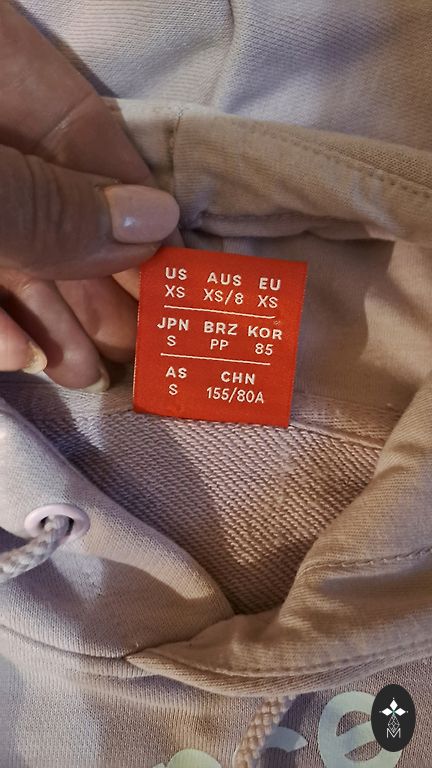 US AUS EU
XS XS/8 XS
JPN BRZ KOR
S PP 85
AS CHN
S 155/80A
M